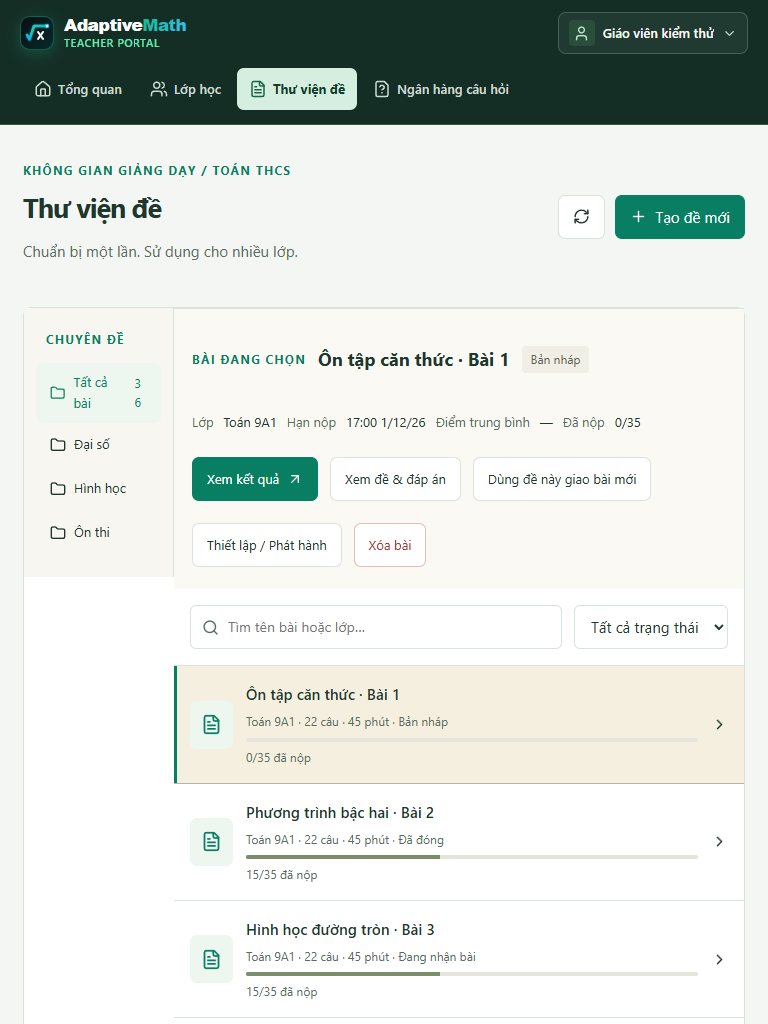 AdaptiveMath
TEACHER PORTAL
Giáo viên kiểm thử
Tổng quan
Lớp học
Thư viện đề
Ngân hàng câu hỏi
KHÔNG GIAN GIẢNG DẠY / TOÁN THCS
Thư viện đề
Chuẩn bị một lần. Sử dụng cho nhiều lớp.
Tạo đề mới
CHUYÊN ĐỀ
Tất cả
bài
3
6
Đại số
Hình học
Ôn thi
BÀI ĐANG CHỌN Ôn tập căn thức · Bài 1 Bản nháp
Lớp Toán 9A1 Hạn nộp 17:00 1/12/26 Điểm trung bình — Đã nộp 0/35
Xem kết quả
Xem đề & đáp án
Dùng đề này giao bài mới
Thiết lập / Phát hành
Xóa bài
Tìm tên bài hoặc lớp...
Tất cả trạng thái
Ôn tập căn thức · Bài 1
Toán 9A1 · 22 câu · 45 phút · Bản nháp
0/35 đã nộp
Phương trình bậc hai · Bài 2
Toán 9A1 · 22 câu · 45 phút · Đã đóng
15/35 đã nộp
Hình học đường tròn · Bài 3
Toán 9A1 · 22 câu · 45 phút · Đang nhận bài
15/35 đã nộp